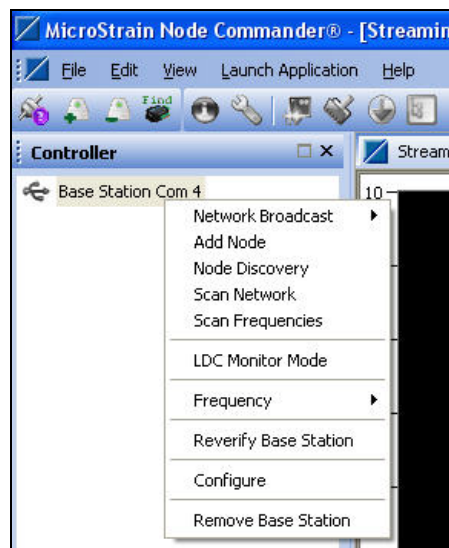 MicroStrain Node Commander® - [Streamin
File Edit View Launch Application Help
Find
Controller
Stream
Base Station Com 4
10
Network Broadcast
Add Node
Node Discovery
Scan Network
Scan Frequencies
LDC Monitor Mode
Frequency
Reverify Base Station
Configure
Remove Base Station